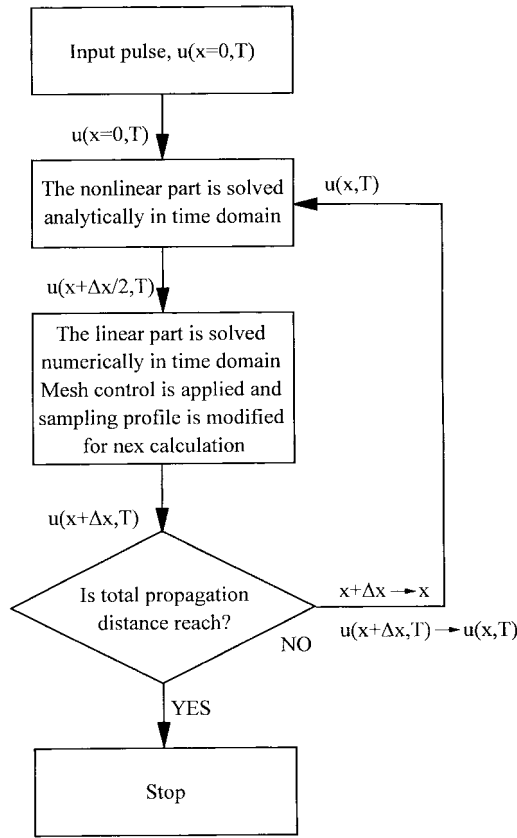 Input pulse, u(x=0,T)
u(x=0,T)
The nonlinear part is solved
analytically in time domain
u(x,T)
u(x+Δx/2,T)
The linear part is solved
numerically in time domain
Mesh control is applied and
sampling profile is modified
for nex calculation
u(x+Δx,T)
Is total propagation
distance reach?
x+Δx→x
NO
u(x+Δx,T)→u(x,T)
YES
Stop